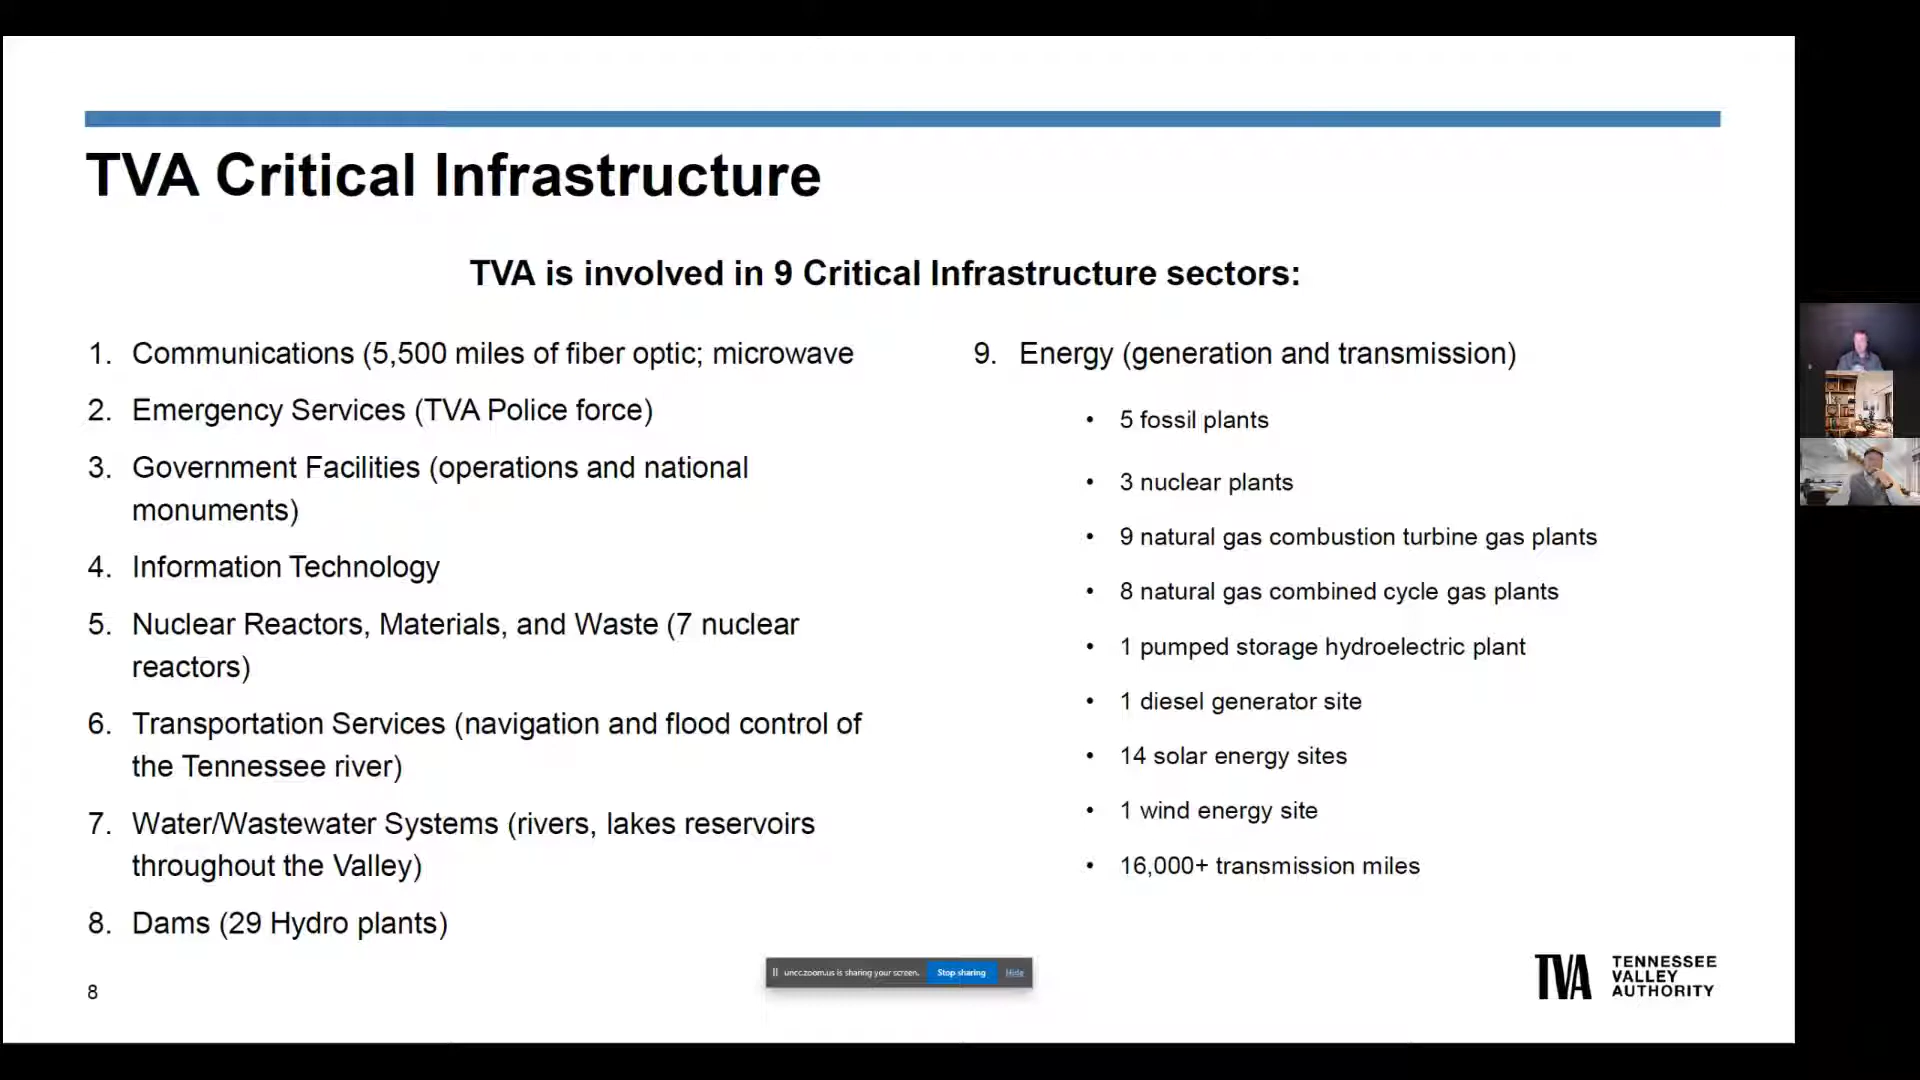 TVA Critical Infrastructure
TVA is involved in 9 Critical Infrastructure sectors:
1. Communications (5,500 miles of fiber optic; microwave
2. Emergency Services (TVA Police force)
3. Government Facilities (operations and national
monuments)
4. Information Technology
5. Nuclear Reactors, Materials, and Waste (7 nuclear
reactors)
6. Transportation Services (navigation and flood control of
the Tennessee river)
7. Water/Wastewater Systems (rivers, lakes reservoirs
throughout the Valley)
8. Dams (29 Hydro plants)
9. Energy (generation and transmission)
• 5 fossil plants
• 3 nuclear plants
• 9 natural gas combustion turbine gas plants
• 8 natural gas combined cycle gas plants
• 1 pumped storage hydroelectric plant
• 1 diesel generator site
• 14 solar energy sites
• 1 wind energy site
• 16,000+ transmission miles
uncc.zoom.us is sharing your screen. Stop sharing Hide
8
TVA
TENNESSEE
VALLEY
AUTHORITY